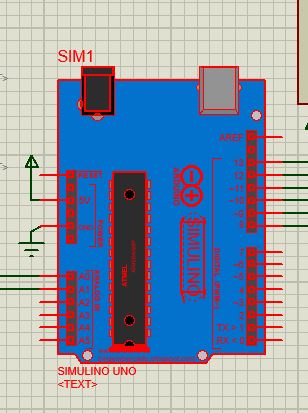 SIM1
AREF
RESET
5V
GND
POWER
ARDUINO
SIMULINO
ATMEL
13
12
~11
~10
~9
8
DIGITAL (PWM~)
7
~6
~5
4
~3
2
TX > 1
RX < 0
A0
A1
A2
A3
A4
A5
ANALOG IN
SIMULINO UNO
<TEXT>